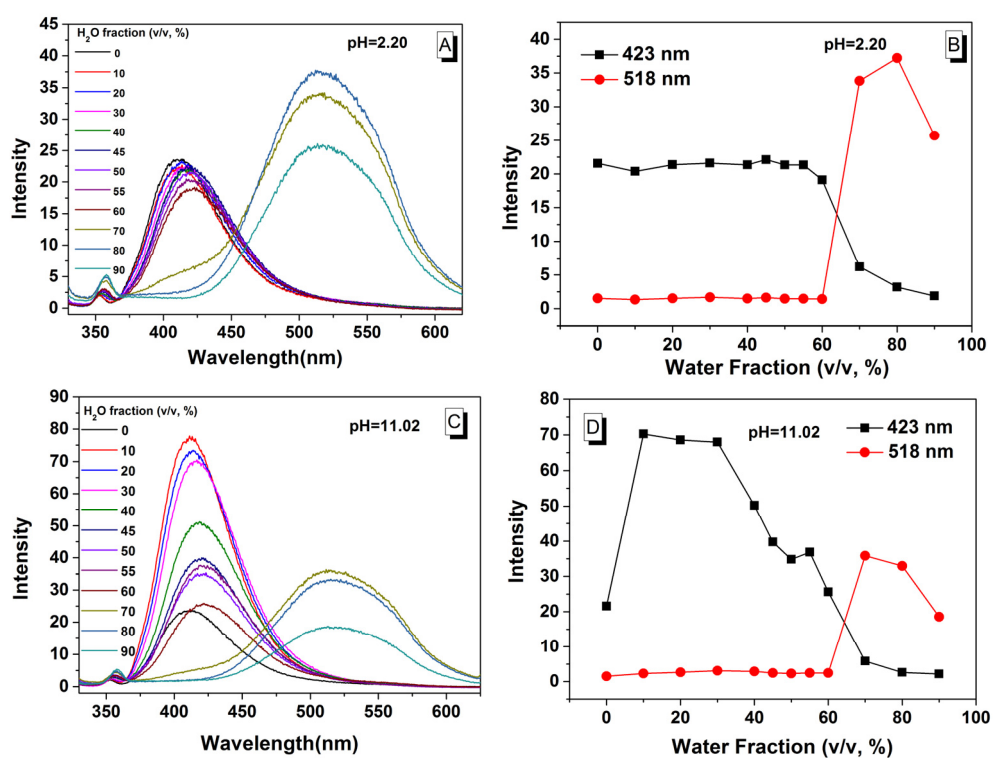 A
pH=2.20
H2O fraction (v/v, %)
0
10
20
30
40
45
50
55
60
70
80
90
45
40
35
30
25
20
15
10
5
0
Intensity
350 400 450 500 550 600
Wavelength(nm)
B
pH=2.20
423 nm
518 nm
40
35
30
25
20
15
10
5
0
Intensity
0 20 40 60 80 100
Water Fraction (v/v, %)
C
pH=11.02
H2O fraction (v/v, %)
0
10
20
30
40
45
50
55
60
70
80
90
90
80
70
60
50
40
30
20
10
0
Intensity
350 400 450 500 550 600
Wavelength(nm)
D
pH=11.02
423 nm
518 nm
80
70
60
50
40
30
20
10
0
Intensity
0 20 40 60 80 100
Water Fraction (v/v, %)